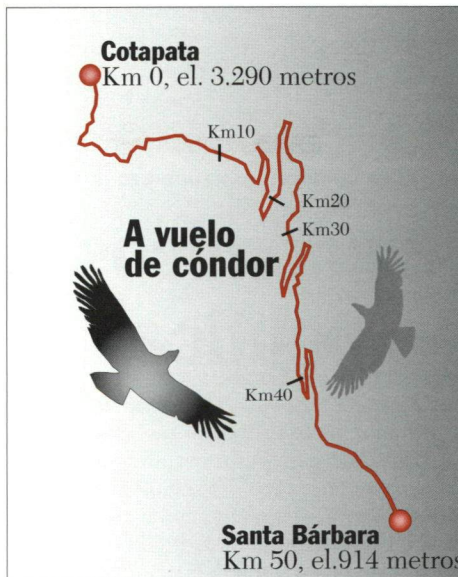 Cotapata
Km 0, el. 3.290 metros
Km10
Km20
Km30
A vuelo
de cóndor
Km40
Santa Bárbara
Km 50, el.914 metros